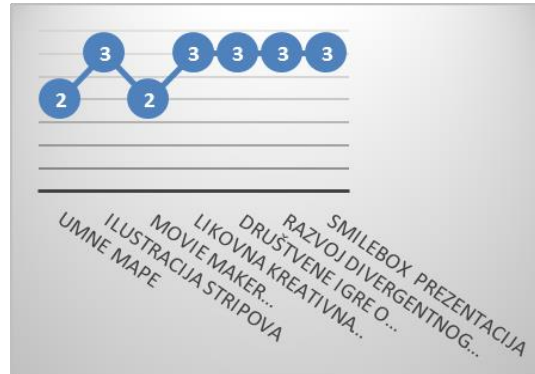 2
3
2
3
3
3
3
UMNE MAPE
ILUSTRACIJA STRIPOVA
MOVIE MAKER...
LIKOVNA KREATIVNA...
DRUŠTVENE IGRE O...
RAZVOJ DIVERGENTNOG...
SMILEBOX PREZENTACIJA